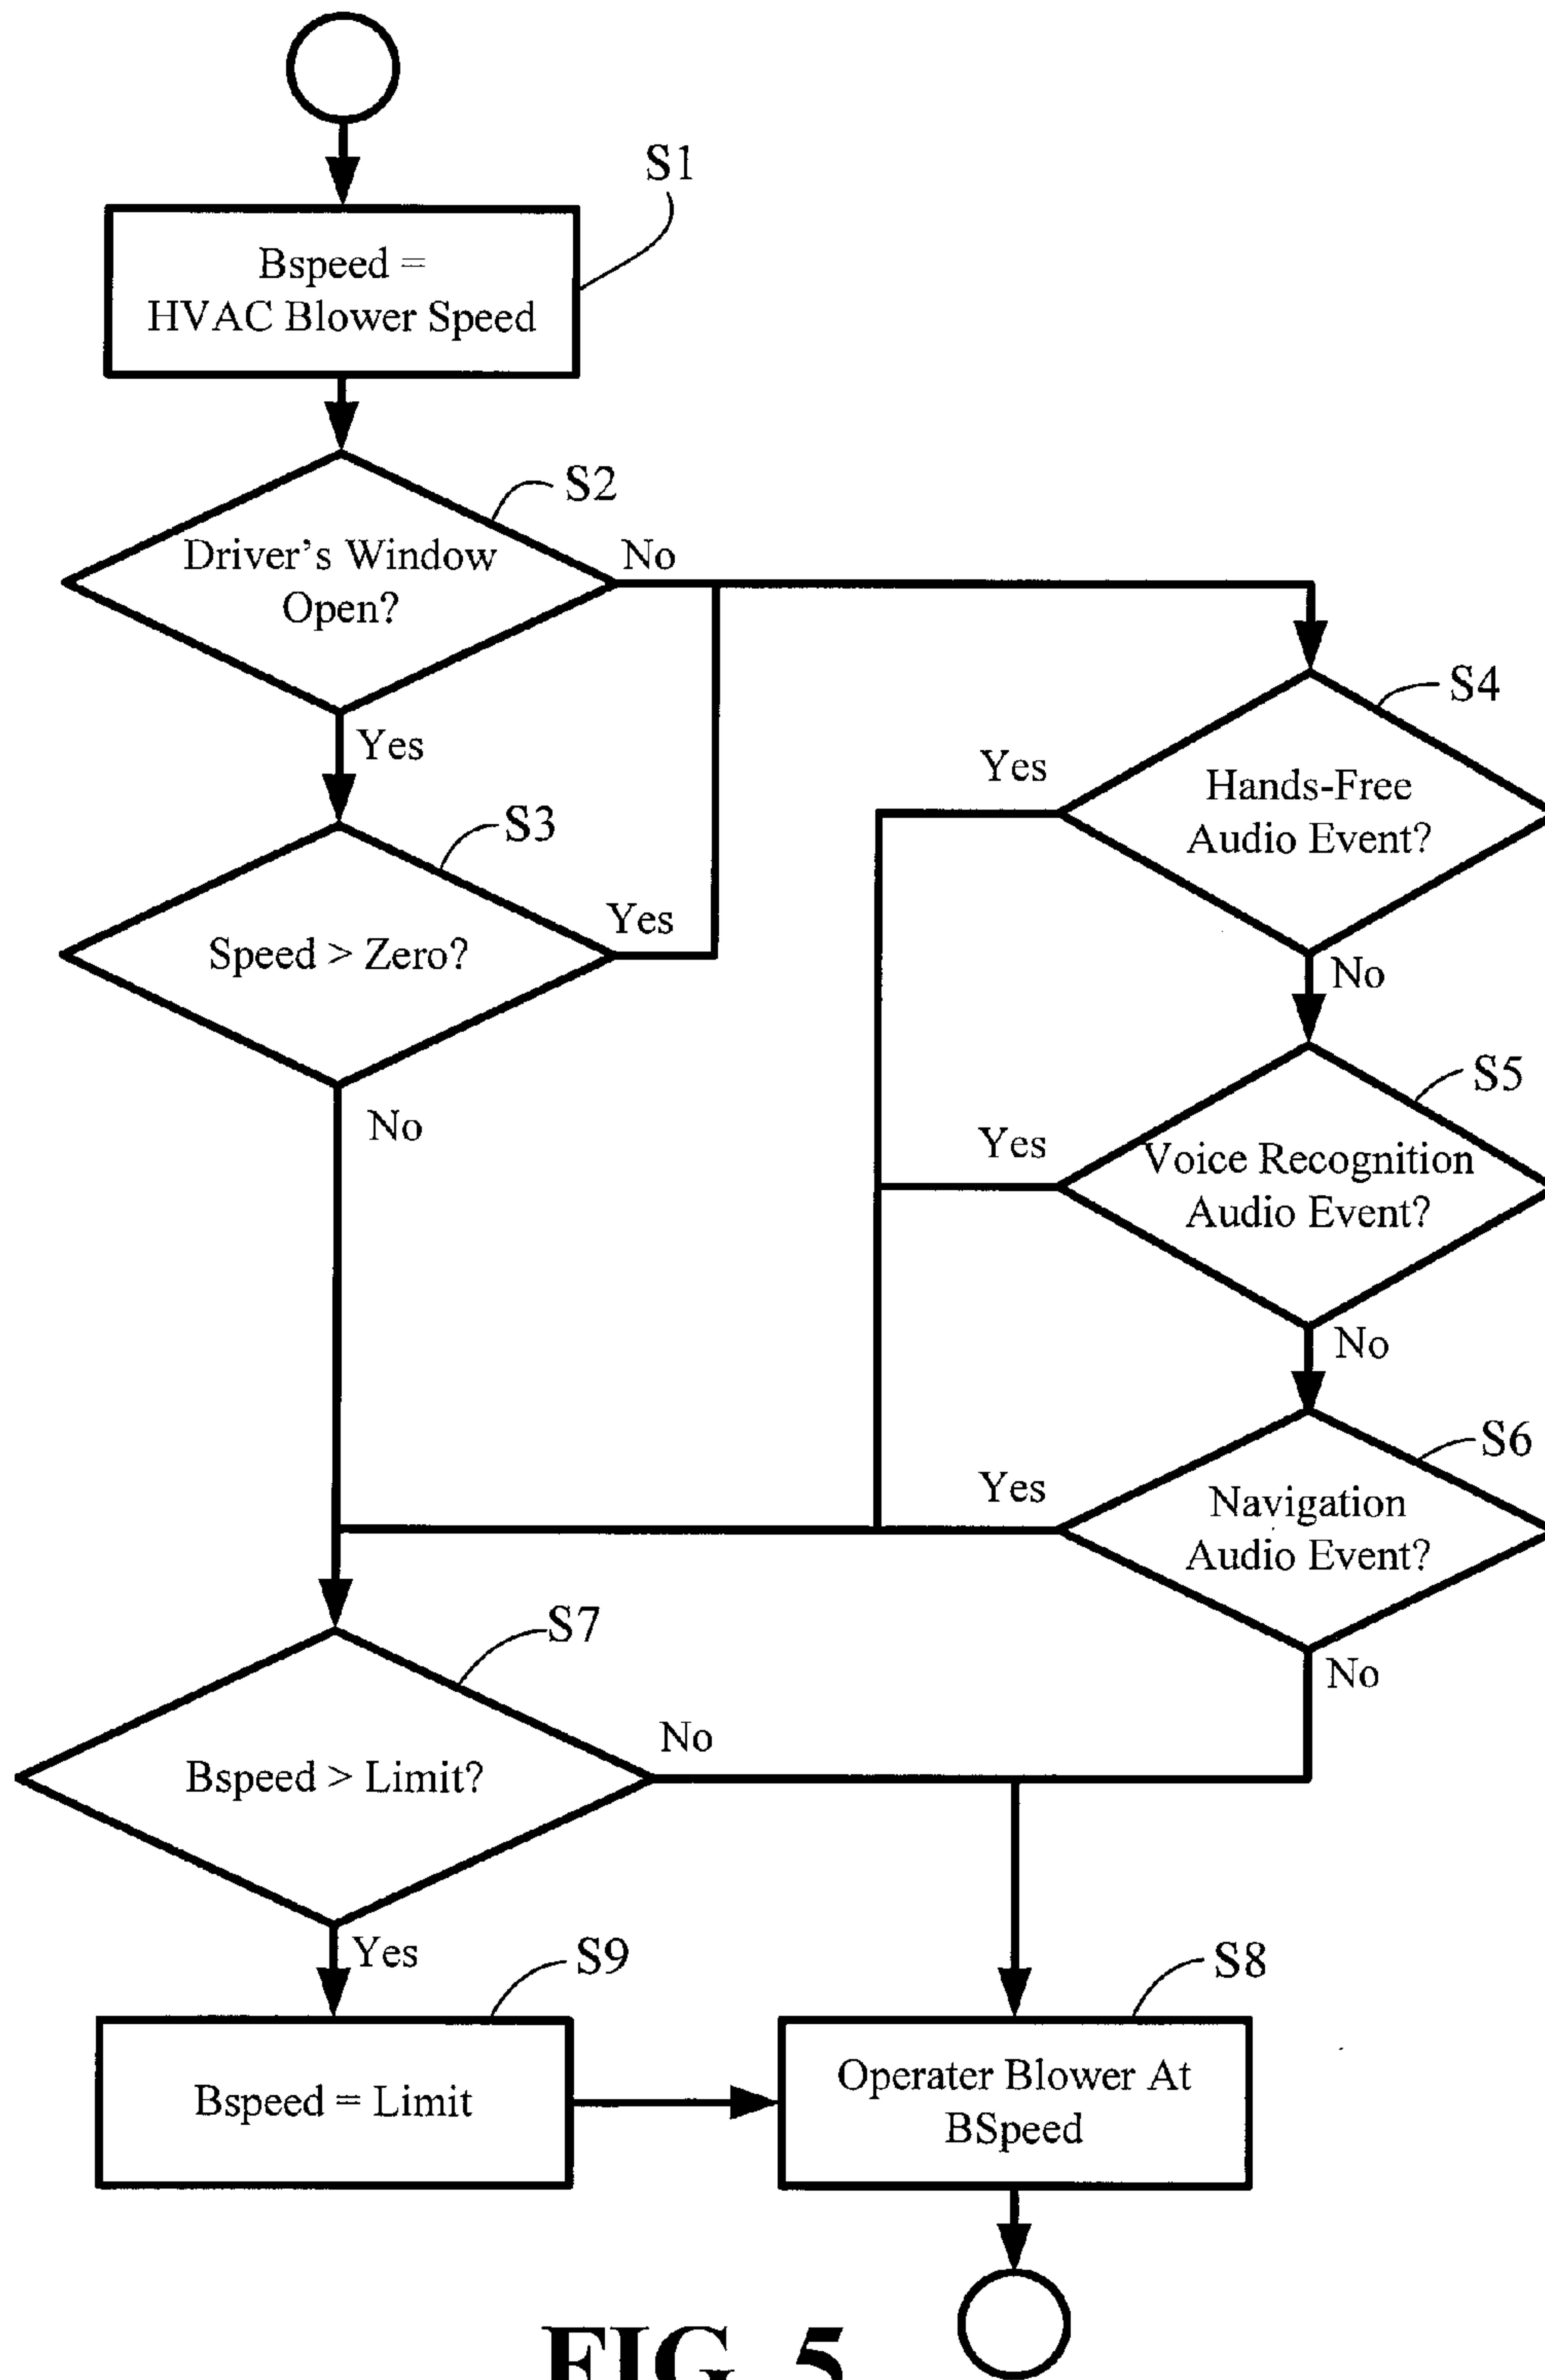 S1
Bspeed =
HVAC Blower Speed
S2
Driver's Window
Open?
No
Yes
S3
Speed > Zero?
Yes
No
S4
Hands-Free
Audio Event?
Yes
No
S5
Voice Recognition
Audio Event?
Yes
No
S6
Navigation
Audio Event?
Yes
No
S7
Bspeed > Limit?
No
Yes
S9
Bspeed = Limit
S8
Operater Blower At
BSpeed
FIG. 5